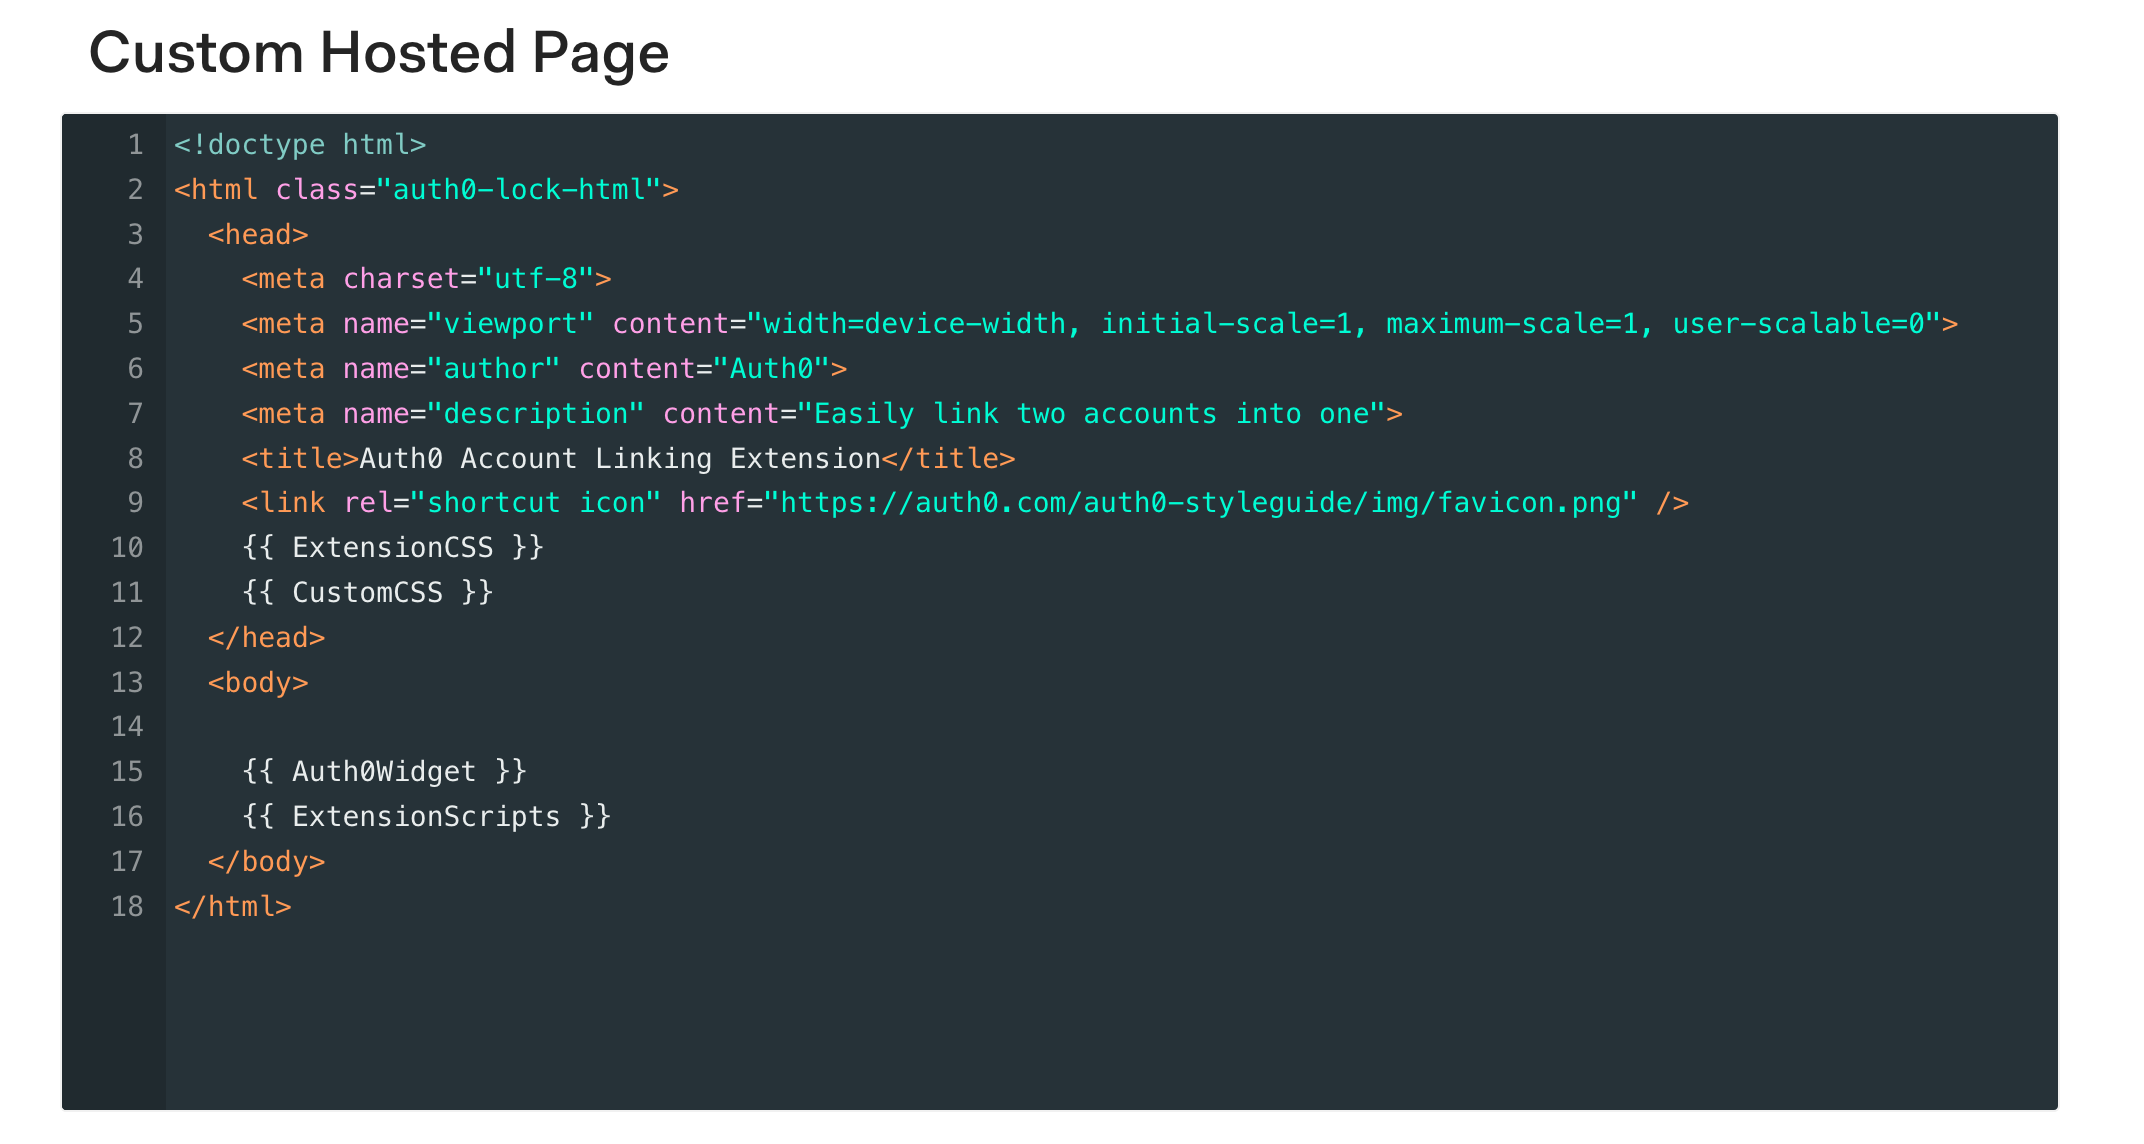 Custom Hosted Page
1 <!doctype html>
2 <html class="auth0-lock-html">
3   <head>
4     <meta charset="utf-8">
5     <meta name="viewport" content="width=device-width, initial-scale=1, maximum-scale=1, user-scalable=0">
6     <meta name="author" content="Auth0">
7     <meta name="description" content="Easily link two accounts into one">
8     <title>Auth0 Account Linking Extension</title>
9     <link rel="shortcut icon" href="https://auth0.com/auth0-styleguide/img/favicon.png" />
10     {{ ExtensionCSS }}
11     {{ CustomCSS }}
12   </head>
13   <body>
14
15     {{ Auth0Widget }}
16     {{ ExtensionScripts }}
17   </body>
18 </html>